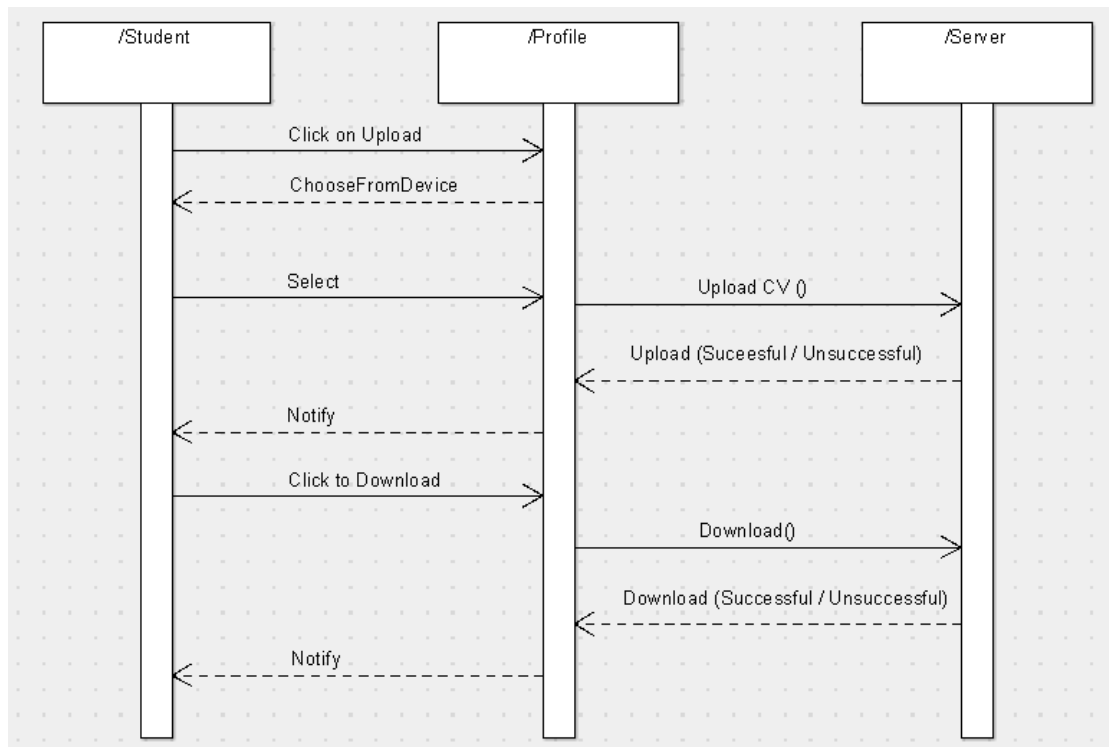 /Student
/Profile
/Server
Click on Upload
ChooseFromDevice
Select
Upload CV ()
Upload (Suceesful / Unsuccessful)
Notify
Click to Download
Download()
Download (Successful / Unsuccessful)
Notify